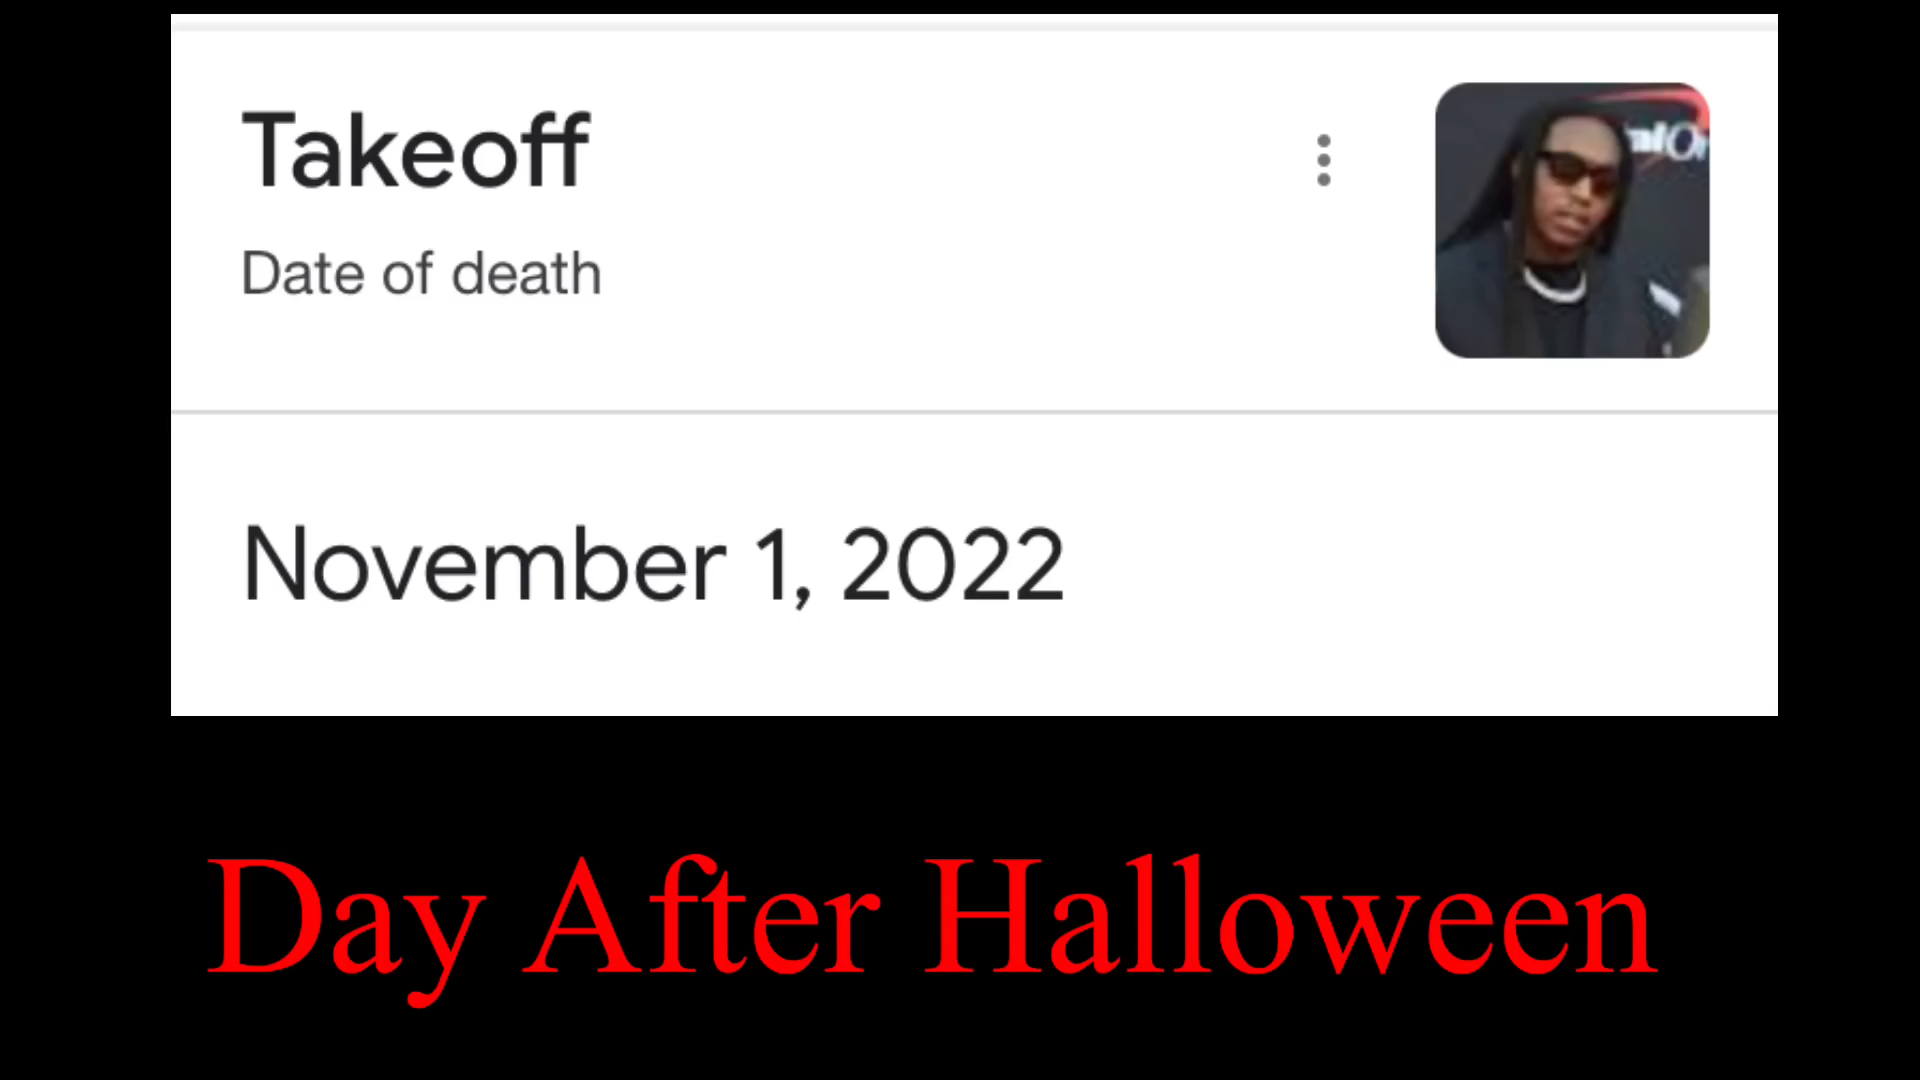 Takeoff
Date of death
November 1, 2022
Day After Halloween